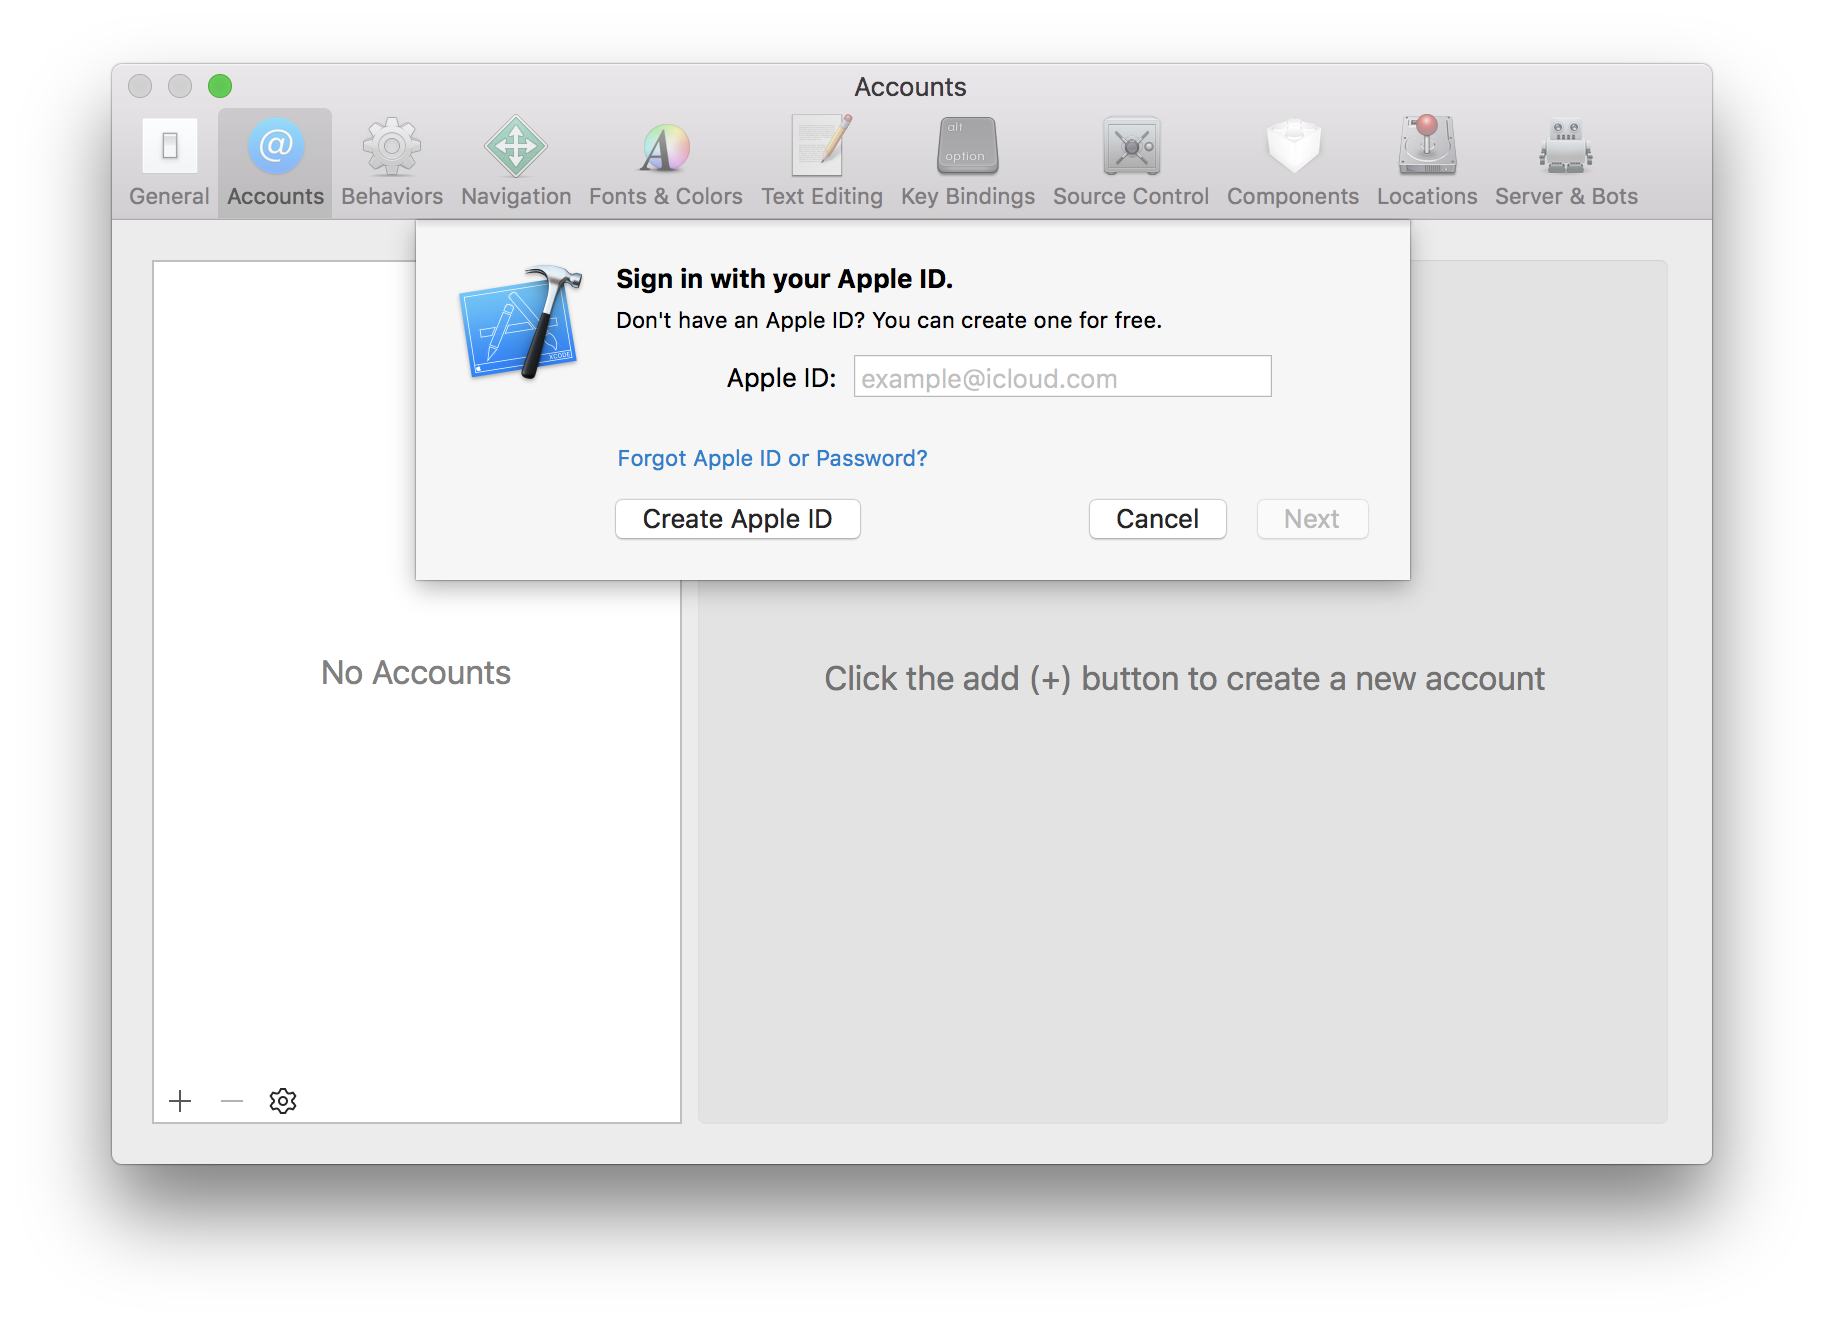 Accounts
General
Accounts
Behaviors
Navigation
Fonts & Colors
Text Editing
alt
option
Key Bindings
Source Control
Components
Locations
Server & Bots
Sign in with your Apple ID.
Don't have an Apple ID? You can create one for free.
XCODE
Apple ID: example@icloud.com
Forgot Apple ID or Password?
Create Apple ID Cancel Next
No Accounts
Click the add (+) button to create a new account